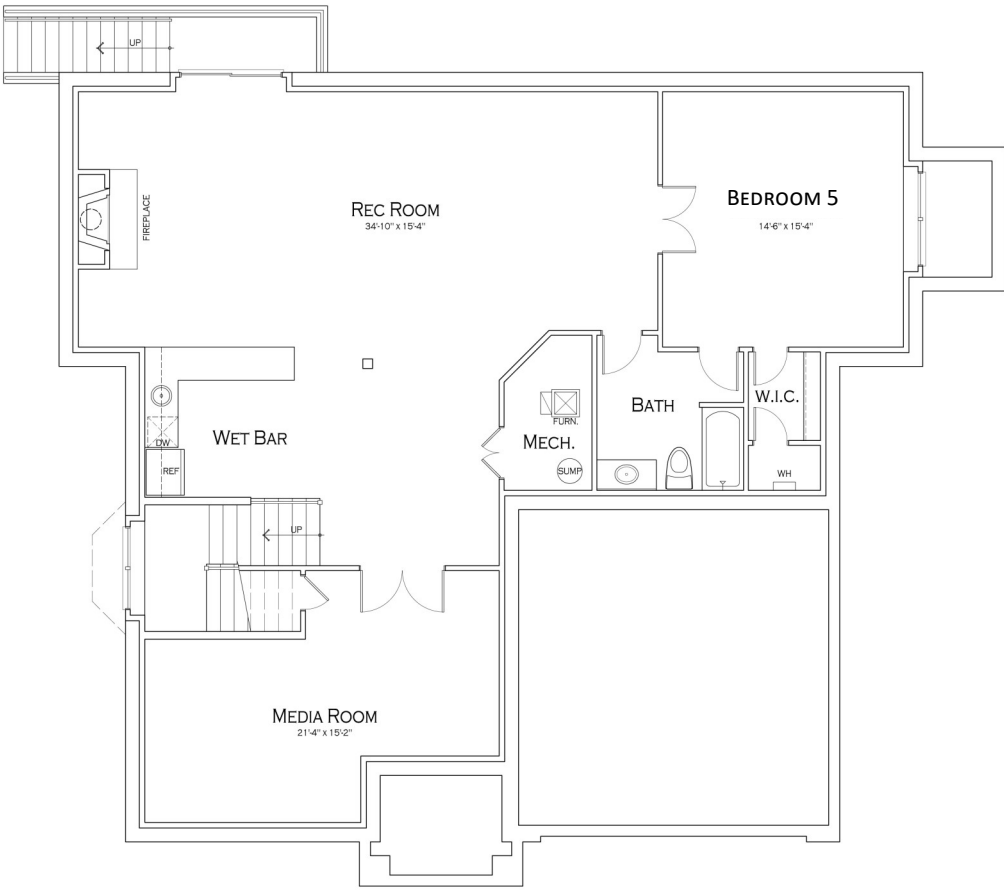 UP
FIREPLACE
REC ROOM
34'-10" x 15'-4"
BEDROOM 5
14'-6" x 15'-4"
DW
REF
WET BAR
FURN.
MECH.
SUMP
BATH
W.I.C.
WH
UP
MEDIA ROOM
21'-4" x 15'-2"